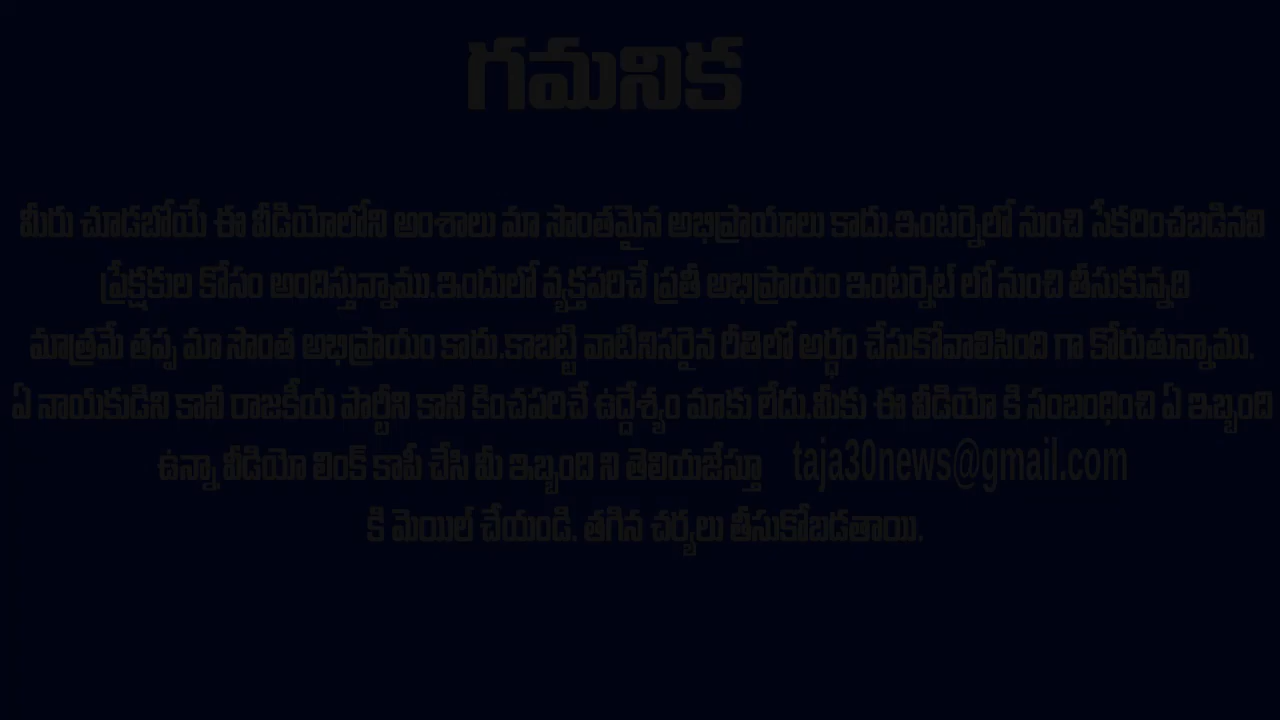 గమనిక
మీరు చూడబోయే ఈ వీడియోలోని అంశాలు మా సొంతమైన అభిప్రాయాలు కాదు.ఇంటర్నెలో నుంచి సేకరించబడినవి
ప్రేక్షకుల కోసం అందిస్తున్నాము.ఇందులో వ్యక్తపరిచే ప్రతీ అభిప్రాయం ఇంటర్నెట్ లో నుంచి తీసుకున్నది
మాత్రమే తప్ప మా సొంత అభిప్రాయం కాదు.కాబట్టి వాటినిసరైన రీతిలో అర్ధం చేసుకోవాలిసింది గా కోరుతున్నాము.
ఏ నాయకుడిని కానీ రాజకీయ పార్టీని కానీ కించపరిచే ఉద్దేశ్యం మాకు లేదు.మీకు ఈ వీడియో కి సంబంధించి ఏ ఇబ్బంది
ఉన్నా వీడియో లింక్ కాపీ చేసి మీ ఇబ్బంది ని తెలియజేస్తూ taja30news@gmail.com
కి మెయిల్ చేయండి. తగిన చర్యలు తీసుకోబడతాయి.